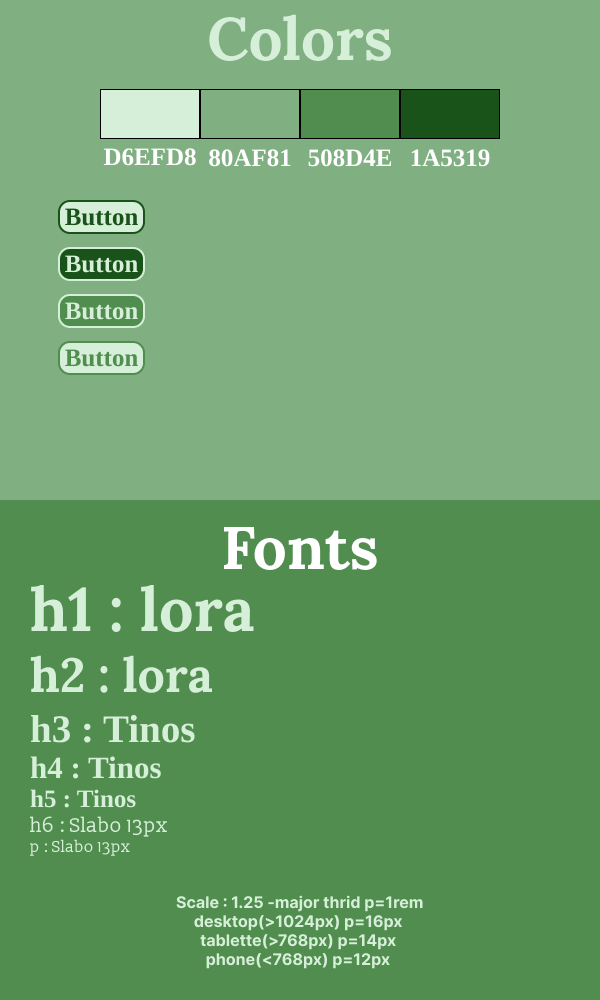 Colors
D6EFD8 80AF81 508D4E 1A5319
Button
Button
Button
Button
Fonts
h1 : lora
h2 : lora
h3 : Tinos
h4 : Tinos
h5 : Tinos
h6 : Slabo 13px
p : Slabo 13px
Scale : 1.25 -major thrid p=1rem
desktop(>1024px) p=16px
tablette(>768px) p=14px
phone(<768px) p=12px